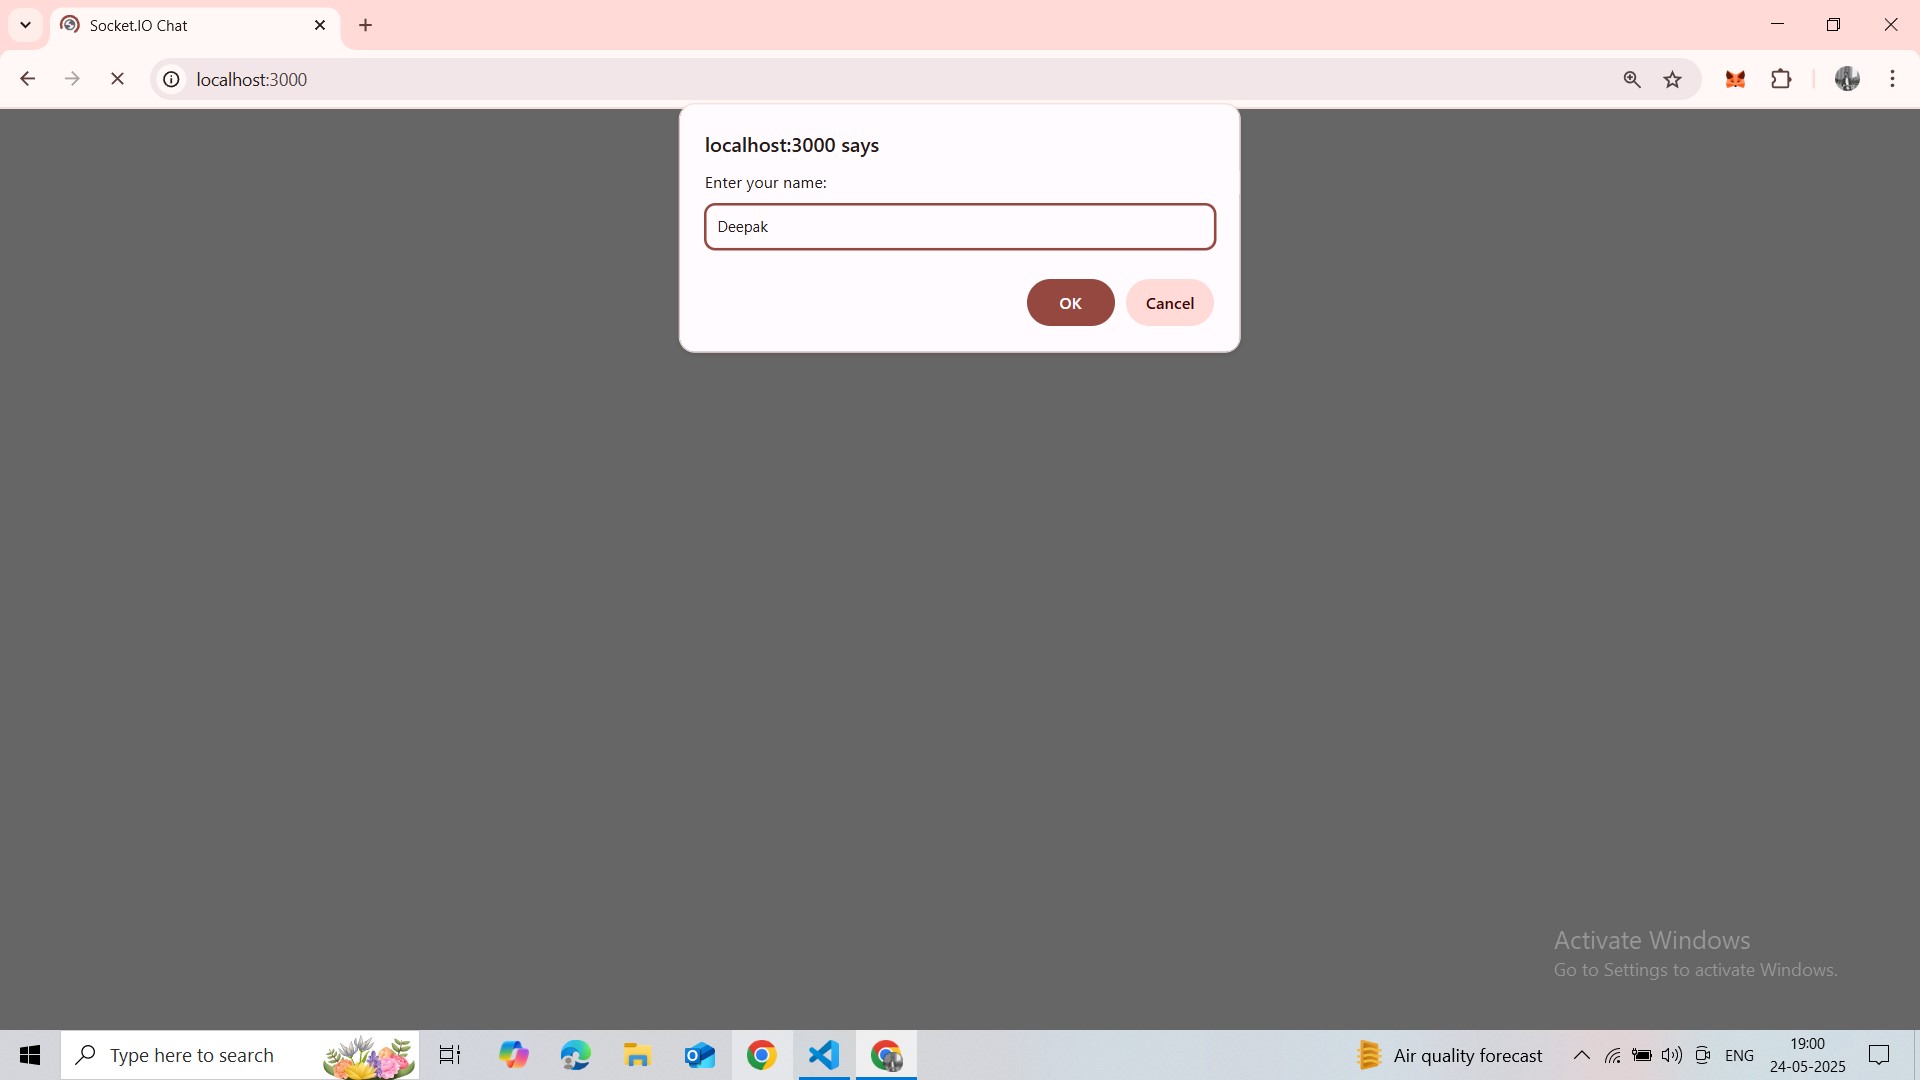 Socket.IO Chat
localhost:3000
localhost:3000 says
Enter your name:
Deepak
OK
Cancel
Activate Windows
Go to Settings to activate Windows.
Type here to search
Air quality forecast
ENG
19:00
24-05-2025